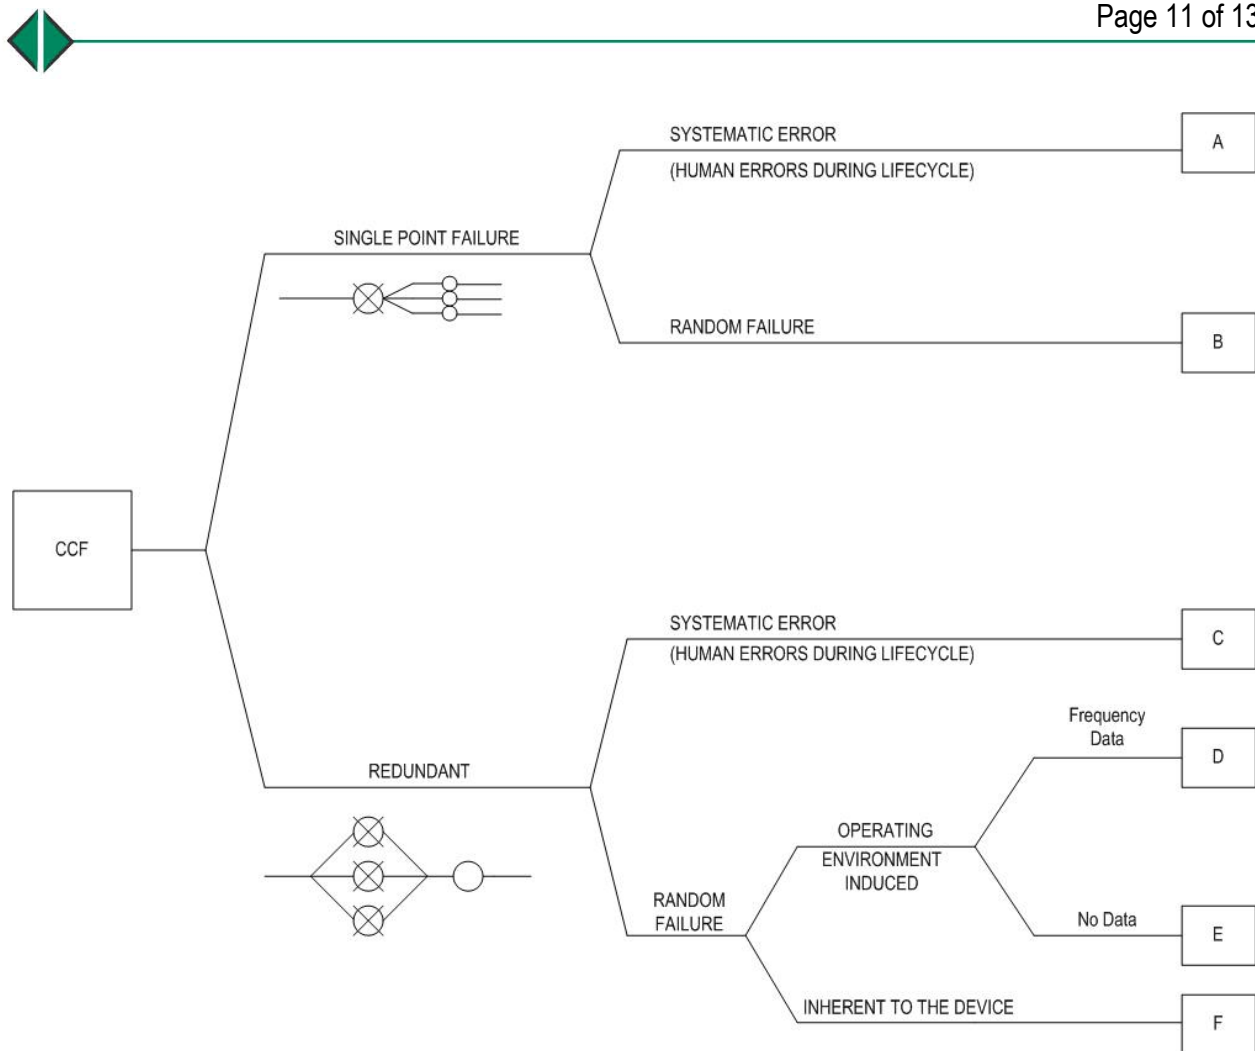 Page 11 of 13
SYSTEMATIC ERROR
(HUMAN ERRORS DURING LIFECYCLE)
A
SINGLE POINT FAILURE
RANDOM FAILURE
B
CCF
SYSTEMATIC ERROR
(HUMAN ERRORS DURING LIFECYCLE)
C
Frequency
Data
D
REDUNDANT
OPERATING
ENVIRONMENT
INDUCED
RANDOM
FAILURE
No Data
E
INHERENT TO THE DEVICE
F